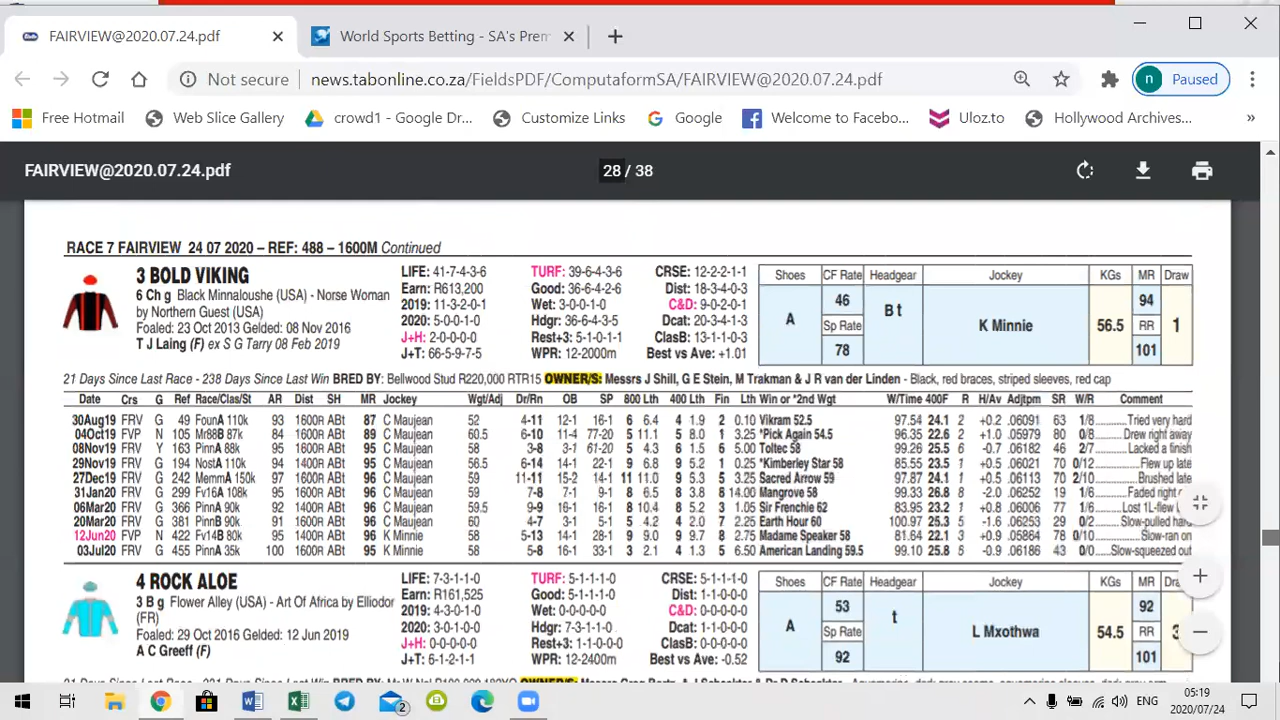 FAIRVIEW@2020.07.24.pdf
World Sports Betting - SA's Prem
Not secure news.tabonline.co.za/FieldsPDF/ComputaformSA/FAIRVIEW@2020.07.24.pdf n Paused
Free Hotmail Web Slice Gallery crowd1 - Google Dr... Customize Links Google Welcome to Facebo... Uloz.to Hollywood Archives... »
FAIRVIEW@2020.07.24.pdf 28 / 38
RACE 7 FAIRVIEW 24 07 2020 – REF: 488 – 1600M Continued
3 BOLD VIKING
6 Ch g Black Minnaloushe (USA) - Norse Woman
by Northern Guest (USA)
Foaled: 23 Oct 2013 Gelded: 08 Nov 2016
T J Laing (F) ex S G Tarry 08 Feb 2019
LIFE: 41-7-4-3-6 TURF: 39-6-4-3-6 CRSE: 12-2-2-1-1
Earn: R613,200 Good: 36-6-4-2-6 Dist: 18-3-4-0-3
2019: 11-3-2-0-1 Wet: 3-0-0-1-0 C&D: 9-0-2-0-1
2020: 5-0-0-1-0 Hdgr: 36-6-4-3-5 Dcat: 20-3-4-1-3
J+H: 2-0-0-0-0 Rest+3: 5-1-0-1-1 ClasB: 13-1-1-0-3
J+T: 66-5-9-7-5 WPR: 12-2000m Best vs Ave: +1.01
Shoes CF Rate Headgear Jockey KGs MR Draw
A 46 B t K Minnie 56.5 94 1
Sp Rate RR
78 101
21 Days Since Last Race - 238 Days Since Last Win BRED BY: Bellwood Stud R220,000 RTR15 OWNER/S: Messrs J Shill, G E Stein, M Trakman & J R van der Linden - Black, red braces, striped sleeves, red cap
Date Crs G Ref Race/Clas/St AR Dist SH MR Jockey Wgt/Adj Dr/Rn OB SP 800 Lth 400 Lth Fin Lth Win or *2nd Wgt W/Time 400F R H/Av Adjtpm SR W/R Comment
30Aug19 FRV G 49 FounA 110k 93 1600R ABt 87 C Maujean 52 4-11 12-1 16-1 6 6.4 4 1.9 2 0.10 Vikram 52.5 97.54 24.1 2 +0.2 .06091 63 1/8 Tried very hard
04Oct19 FVP N 105 Mr88B 87k 84 1600R ABt 89 C Maujean 60.5 6-10 11-4 77-20 5 11.1 5 8.0 1 3.25 *Pick Again 54.5 96.35 22.6 2 +1.0 .05979 80 0/8 Drew right away
08Nov19 FRV Y 163 PinnA 88k 95 1600R ABt 95 C Maujean 58 3-8 3-1 61-20 5 4.3 6 1.5 6 5.00 Toltec 58 99.26 25.5 6 -0.7 .06182 46 2/7 Lacked a finish
29Nov19 FRV G 194 NostA 110k 94 1400R ABt 95 C Maujean 56.5 6-14 14-1 22-1 9 6.8 9 5.2 1 0.25 *Kimberley Star 58 85.55 23.5 1 +0.5 .06021 70 0/12 Flew up late
27Dec19 FRV G 242 MemmA 150k 97 1600R ABt 96 C Maujean 59 11-11 15-2 14-1 11 11.0 9 5.3 5 3.25 Sacred Arrow 59 97.87 24.1 1 +0.5 .06113 70 2/10 Brushed late
31Jan20 FRV G 299 Fv16A 108k 95 1600R ABt 96 C Maujean 59 7-8 7-1 9-1 8 6.5 4 3.8 8 14.00 Mangrove 58 99.33 26.8 8 -2.0 .06252 19 1/6 Faded right
06Mar20 FRV G 366 PinnA 90k 92 1400R ABt 96 C Maujean 59.5 9-9 16-1 16-1 8 10.4 8 5.2 3 1.05 Sir Frenchie 62 83.95 23.2 1 +0.8 .06006 77 1/6 Lost 1L-flew
20Mar20 FRV G 381 PinnB 90k 91 1600R ABt 96 C Maujean 60 4-7 3-1 5-1 5 4.2 4 2.0 7 2.25 Earth Hour 60 100.97 25.3 5 -1.6 .06253 29 0/2 Slow-pulled har
12Jun20 FVP N 422 Fv14B 80k 95 1400R ABt 96 K Minnie 58 5-13 14-1 28-1 9 9.0 9 9.7 8 2.75 Madame Speaker 58 81.64 22.1 3 +0.9 .05864 78 0/10 Slow-ran on
03Jul20 FRV G 455 PinnA 35k 100 1600R ABt 95 K Minnie 58 5-8 16-1 33-1 3 2.1 4 1.3 5 6.50 American Landing 59.5 99.10 25.8 5 -0.9 .06186 43 0/0 Slow-squeezed out
4 ROCK ALOE
3 B g Flower Alley (USA) - Art Of Africa by Elliodor
(FR)
Foaled: 29 Oct 2016 Gelded: 12 Jun 2019
A C Greeff (F)
LIFE: 7-3-1-1-0 TURF: 5-1-1-1-0 CRSE: 5-1-1-1-0
Earn: R161,525 Good: 5-1-1-1-0 Dist: 1-1-0-0-0
2019: 4-3-0-1-0 Wet: 0-0-0-0-0 C&D: 0-0-0-0-0
2020: 3-0-1-0-0 Hdgr: 7-3-1-1-0 Dcat: 1-1-0-0-0
J+H: 0-0-0-0-0 Rest+3: 1-1-0-0-0 ClasB: 0-0-0-0-0
J+T: 6-1-2-1-1 WPR: 12-2400m Best vs Ave: -0.52
Shoes CF Rate Headgear Jockey KGs MR
A 53 t L Mxothwa 54.5 92 3
Sp Rate RR
92 101
ENG 05:19
2020/07/24
2